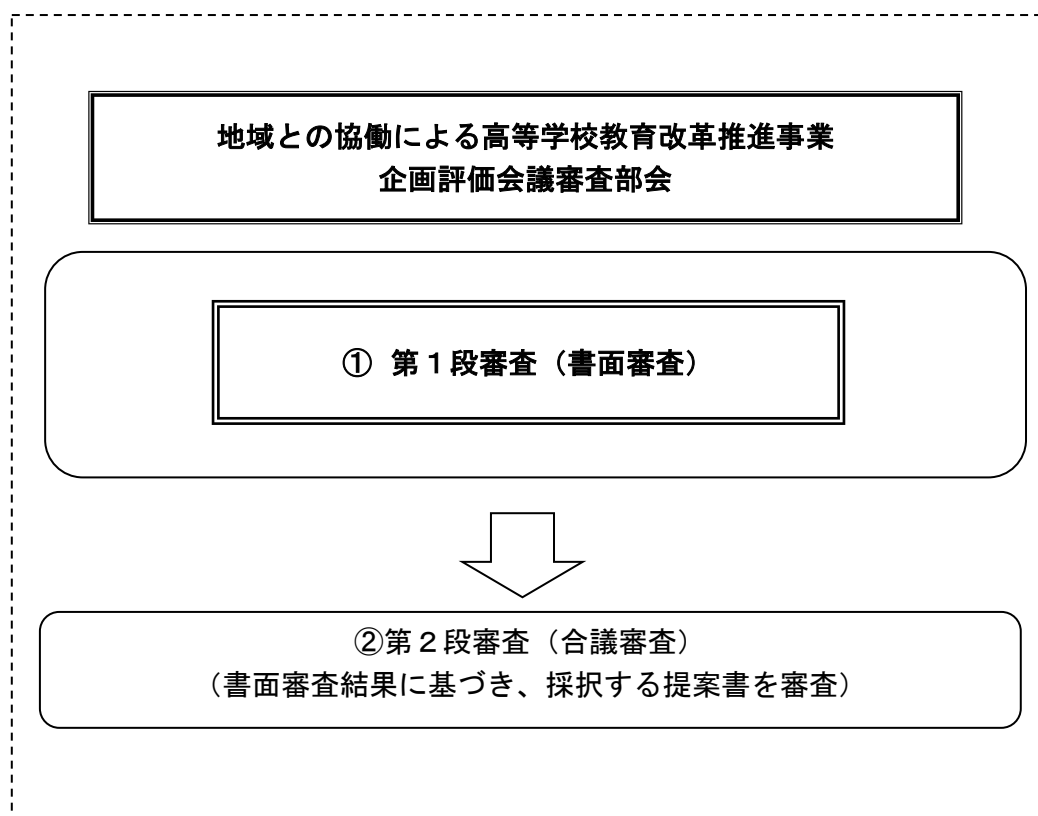 地域との協働による高等学校教育改革推進事業
企画評価会議審査部会
① 第１段審査（書面審査）
②第２段審査（合議審査）
（書面審査結果に基づき、採択する提案書を審査）